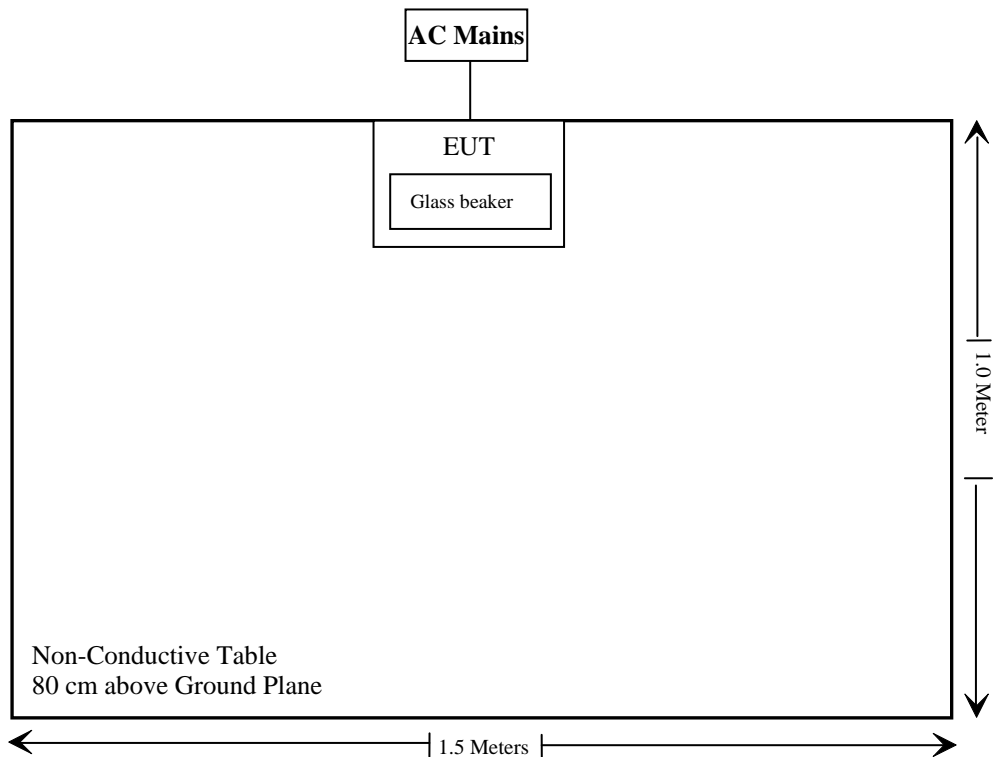 AC Mains
EUT
Glass beaker
1.0 Meter
Non-Conductive Table
80 cm above Ground Plane
1.5 Meters